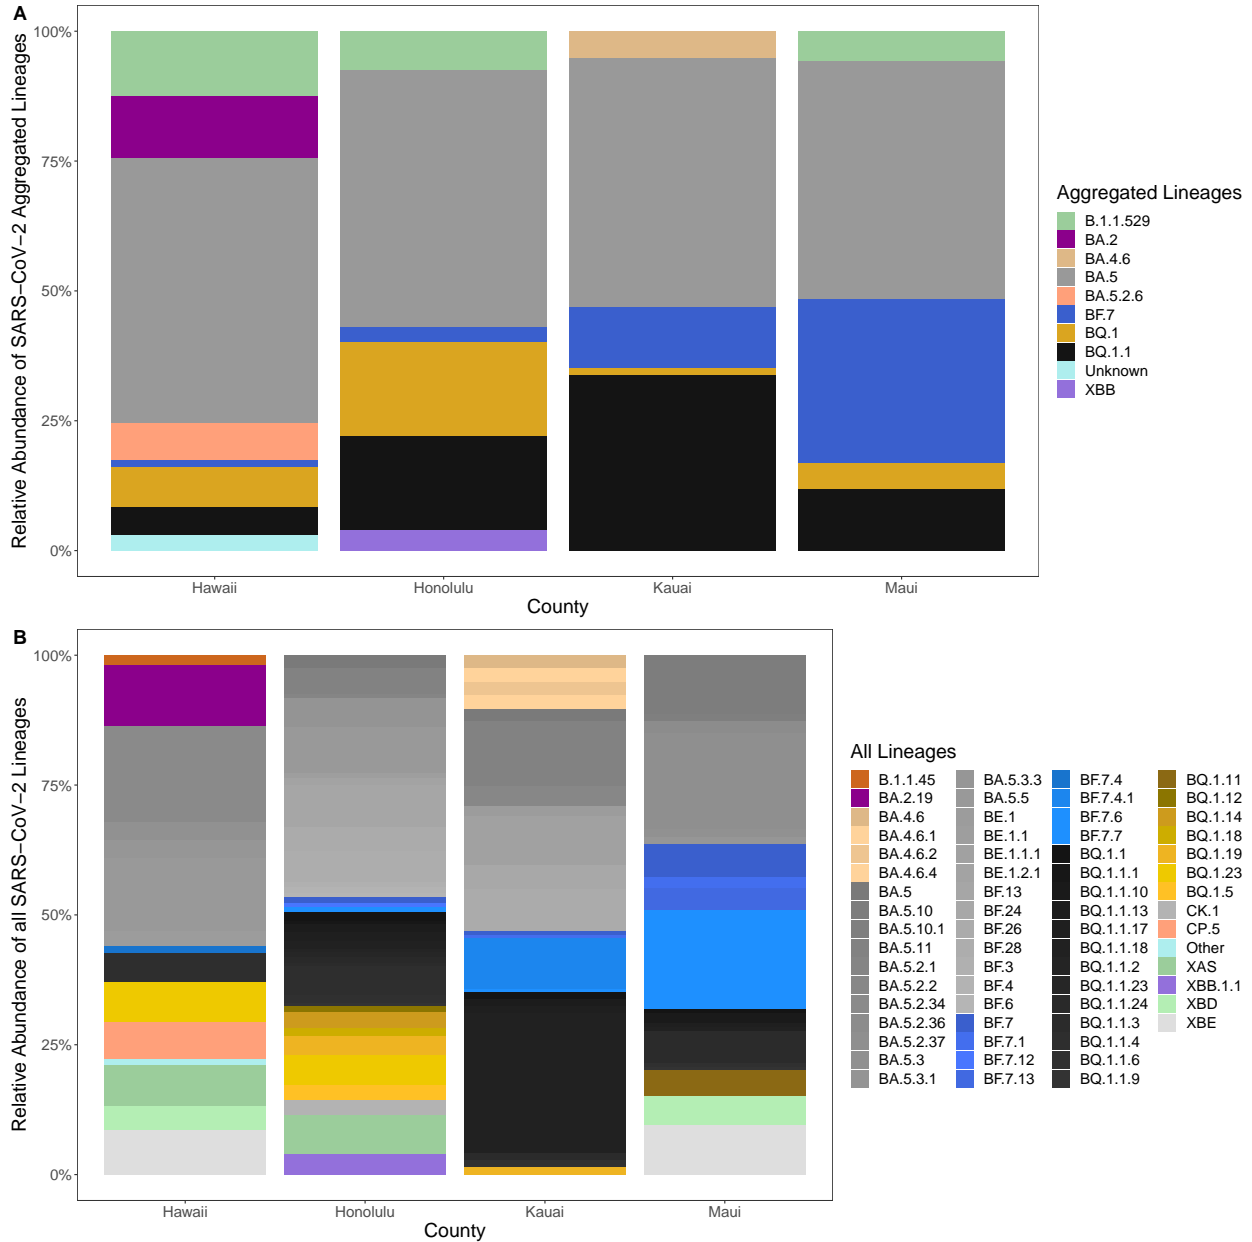 A
Relative Abundance of SARS−CoV−2 Aggregated Lineages
100%
75%
50%
25%
0%
Hawaii
Honolulu
Kauai
Maui
County
Aggregated Lineages
B.1.1.529
BA.2
BA.4.6
BA.5
BA.5.2.6
BF.7
BQ.1
BQ.1.1
Unknown
XBB
B
Relative Abundance of all SARS−CoV−2 Lineages
100%
75%
50%
25%
0%
Hawaii
Honolulu
Kauai
Maui
County
All Lineages
B.1.1.45
BA.2.19
BA.4.6
BA.4.6.1
BA.4.6.2
BA.4.6.4
BA.5
BA.5.10
BA.5.10.1
BA.5.11
BA.5.2.1
BA.5.2.2
BA.5.2.34
BA.5.2.36
BA.5.2.37
BA.5.3
BA.5.3.1
BA.5.3.3
BA.5.5
BE.1
BE.1.1
BE.1.1.1
BE.1.2.1
BF.13
BF.24
BF.26
BF.28
BF.3
BF.4
BF.6
BF.7
BF.7.1
BF.7.12
BF.7.13
BF.7.4
BF.7.4.1
BF.7.6
BF.7.7
BQ.1.1
BQ.1.1.1
BQ.1.1.10
BQ.1.1.13
BQ.1.1.17
BQ.1.1.18
BQ.1.1.2
BQ.1.1.23
BQ.1.1.24
BQ.1.1.3
BQ.1.1.4
BQ.1.1.6
BQ.1.1.9
BQ.1.11
BQ.1.12
BQ.1.14
BQ.1.18
BQ.1.19
BQ.1.23
BQ.1.5
CK.1
CP.5
Other
XAS
XBB.1.1
XBD
XBE